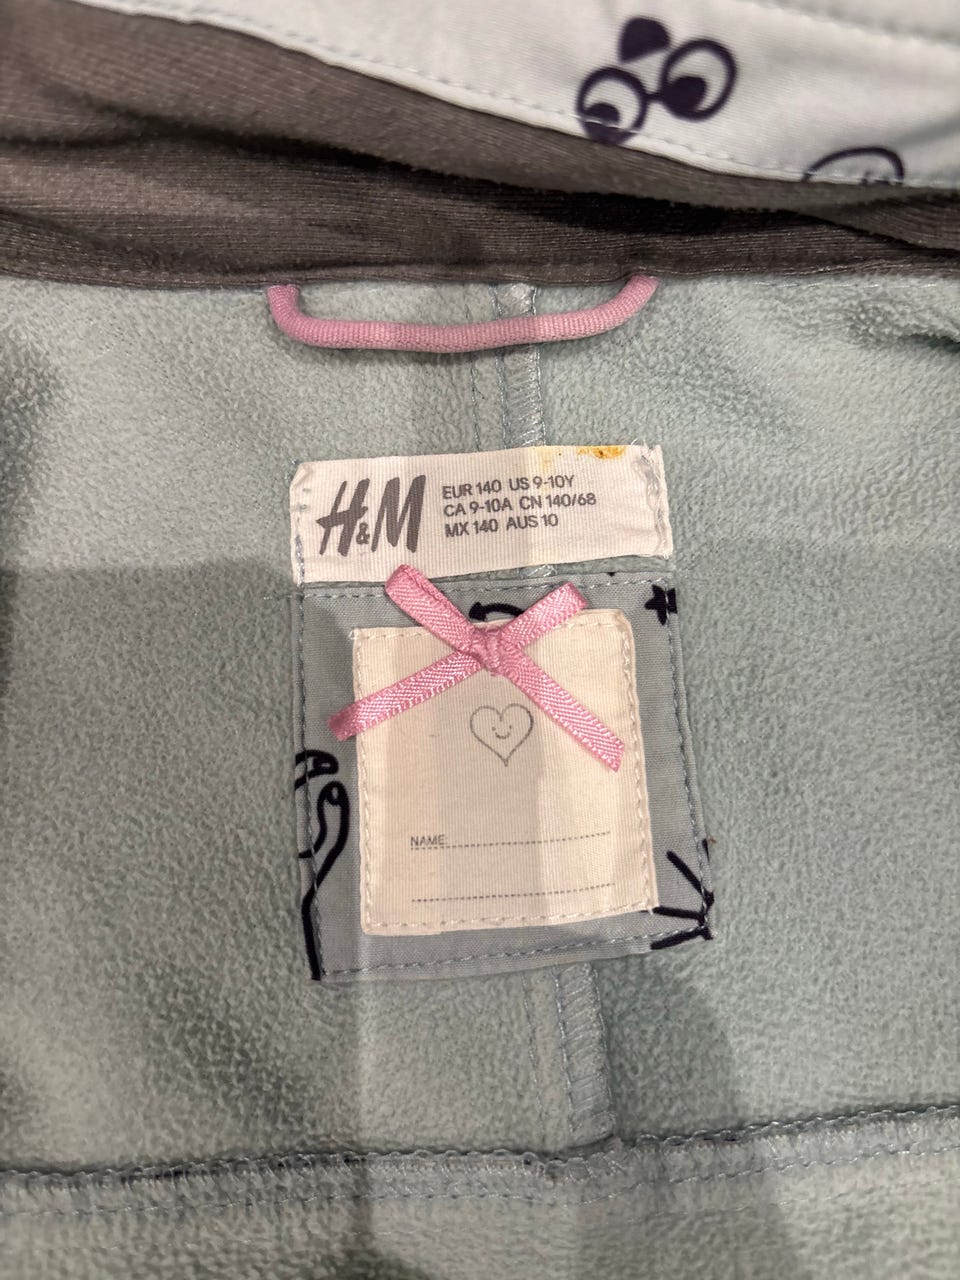 H&M
EUR 140 US 9-10Y
CA 9-10A CN 140/68
MX 140 AUS 10
NAME